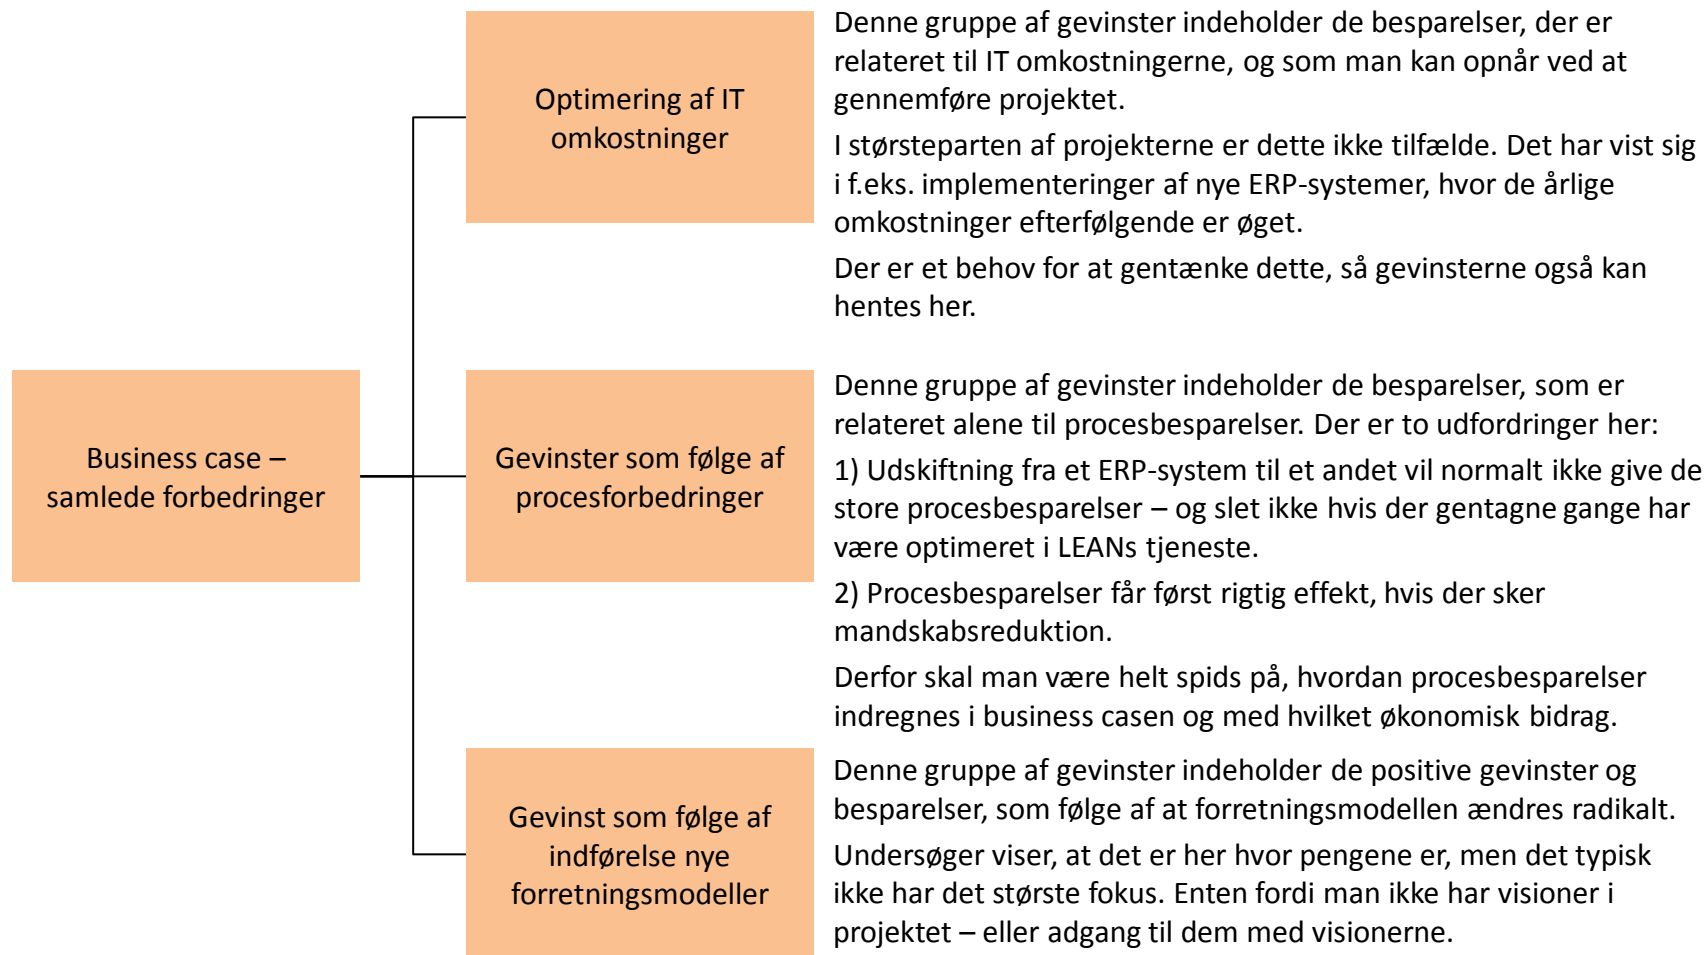 Denne gruppe af gevinster indeholder de besparelser, der er
relateret til IT omkostningerne, og som man kan opnår ved at
gennemføre projektet.
Optimering af IT
omkostninger
I størsteparten af projekterne er dette ikke tilfælde. Det har vist sig
i f.eks. implementeringer af nye ERP-systemer, hvor de årlige
omkostninger efterfølgende er øget.
Der er et behov for at gentænke dette, så gevinsterne også kan
hentes her.
Business case –
samlede forbedringer
Gevinster som følge af
procesforbedringer
Denne gruppe af gevinster indeholder de besparelser, som er
relateret alene til procesbesparelser. Der er to udfordringer her:
1) Udskiftning fra et ERP-system til et andet vil normalt ikke give de
store procesbesparelser – og slet ikke hvis der gentagne gange har
være optimeret i LEANs tjeneste.
2) Procesbesparelser får først rigtig effekt, hvis der sker
mandskabsreduktion.
Derfor skal man være helt spids på, hvordan procesbesparelser
indregnes i business casen og med hvilket økonomisk bidrag.
Gevinst som følge af
indførelse nye
forretningsmodeller
Denne gruppe af gevinster indeholder de positive gevinster og
besparelser, som følge af at forretningsmodellen ændres radikalt.
Undersøger viser, at det er her hvor pengene er, men det typisk
ikke har det største fokus. Enten fordi man ikke har visioner i
projektet – eller adgang til dem med visionerne.